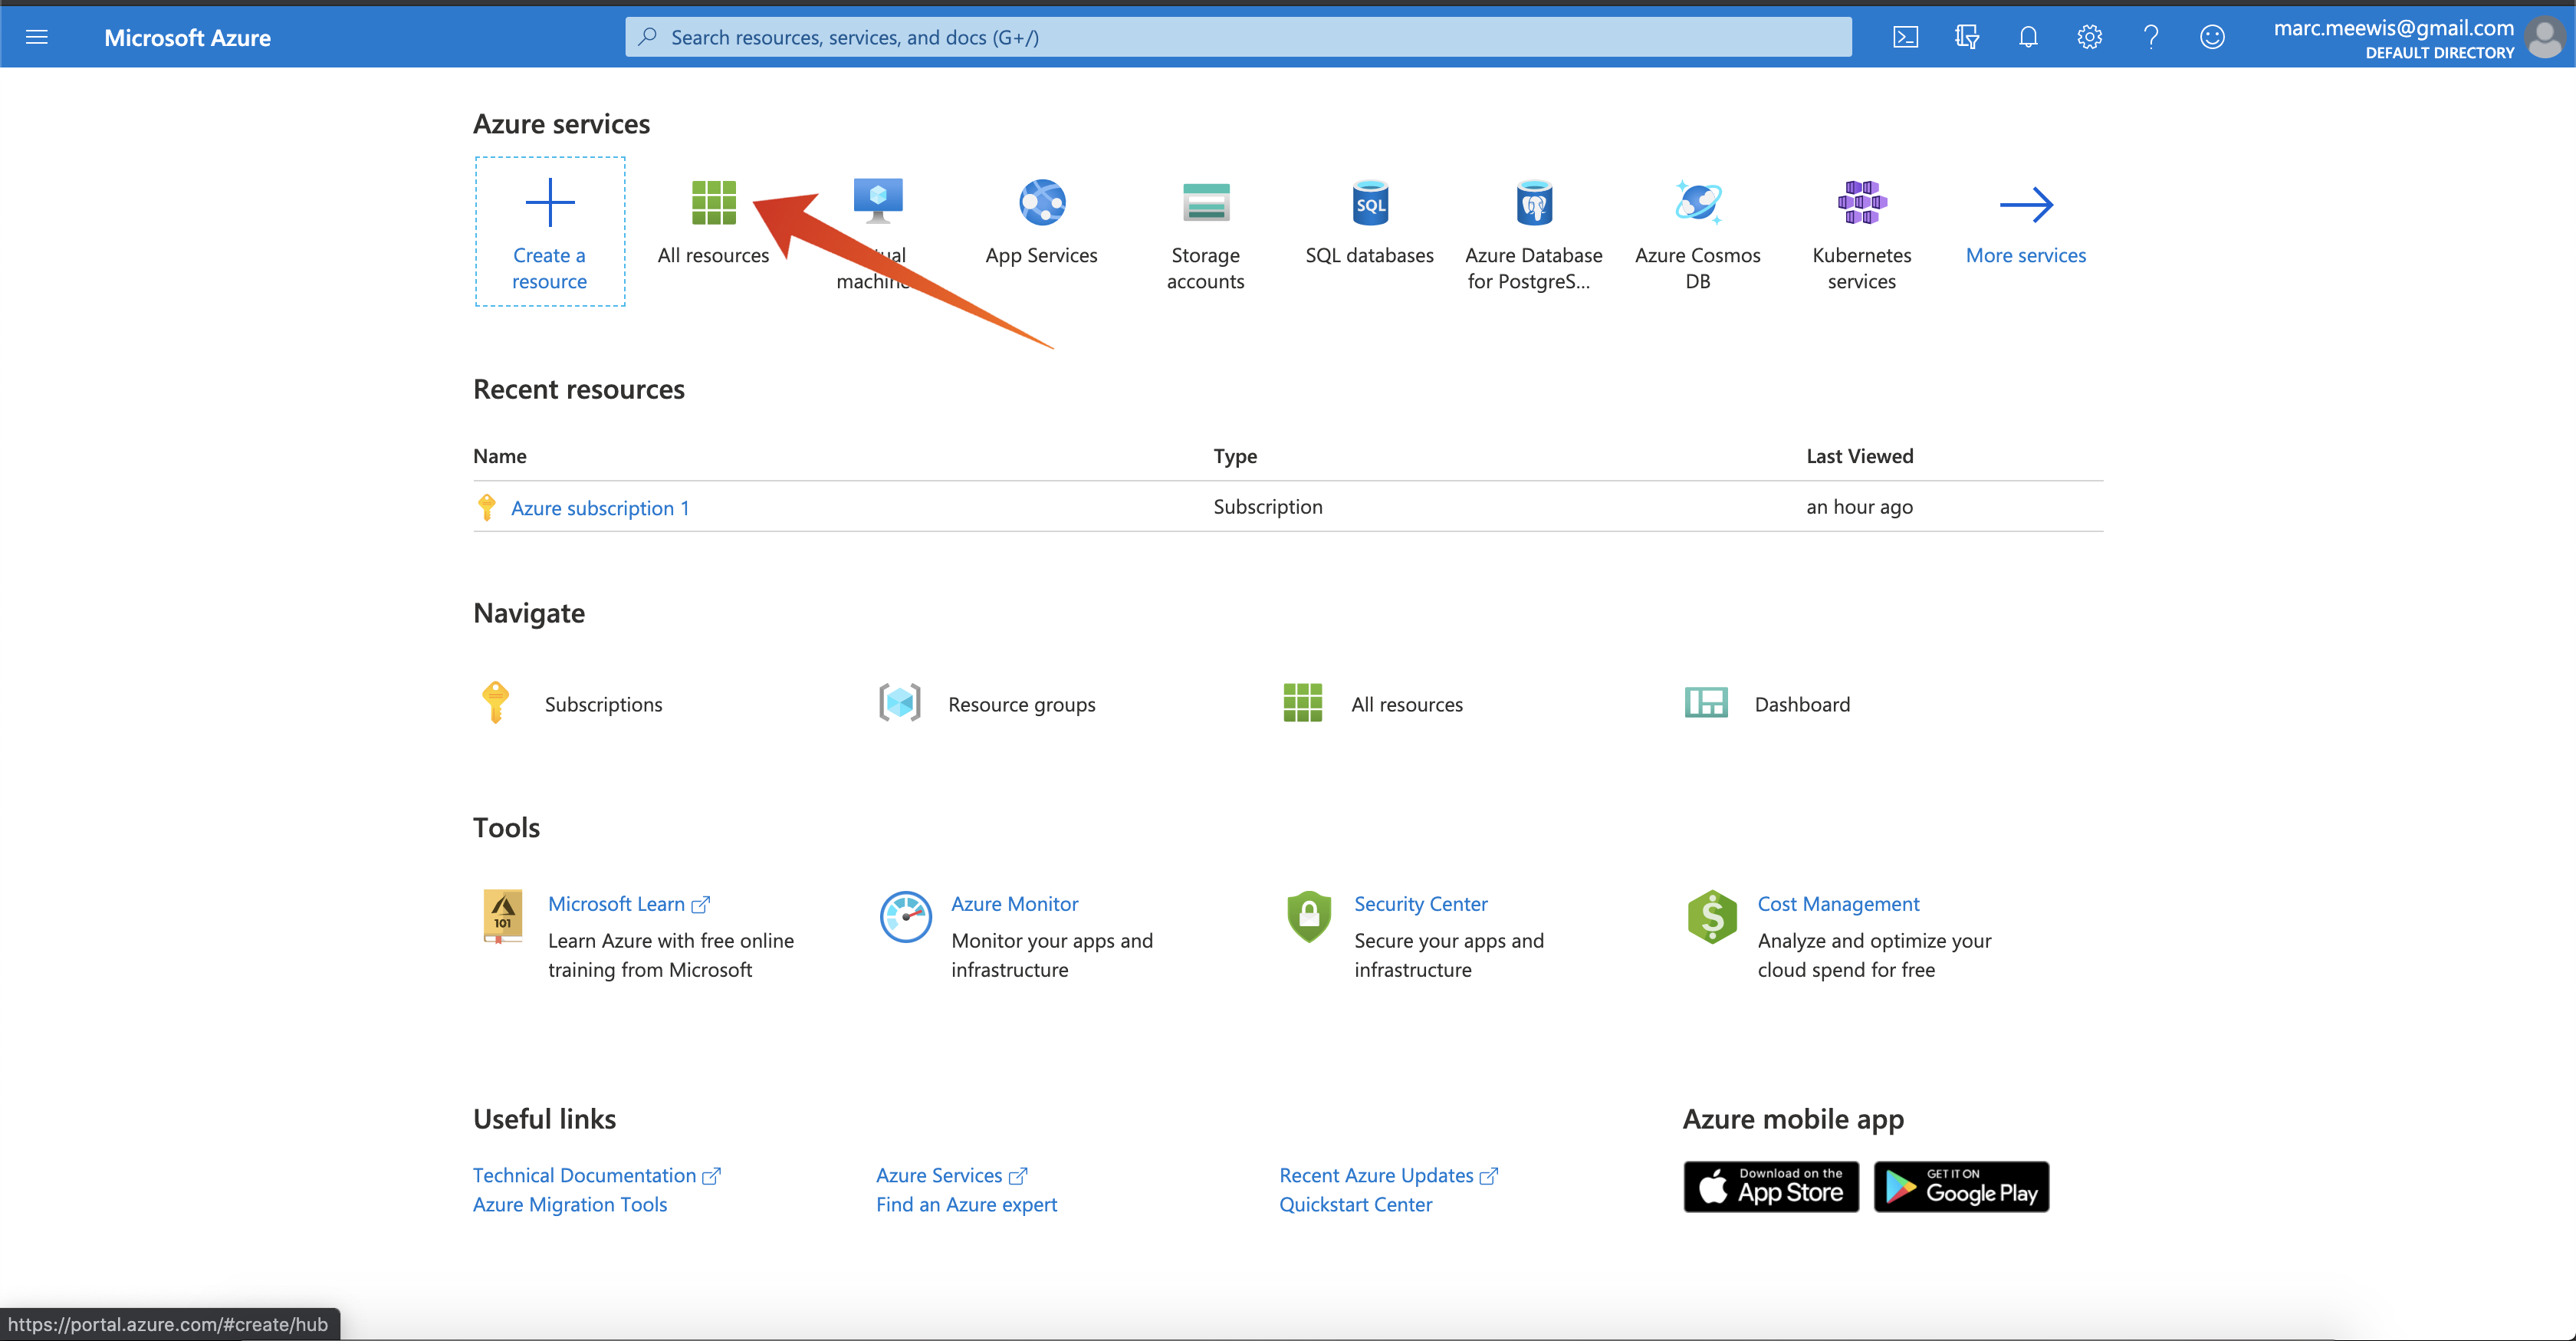 Microsoft Azure
Search resources, services, and docs (G+/)
marc.meewis@gmail.com
DEFAULT DIRECTORY
Azure services
Create a
resource
All resources
ual
machine
App Services
Storage
accounts
SQL
SQL databases
Azure Database
for PostgreS...
Azure Cosmos
DB
Kubernetes
services
More services
Recent resources
Name Type Last Viewed
Azure subscription 1 Subscription an hour ago
Navigate
Subscriptions
Resource groups
All resources
Dashboard
Tools
101
Microsoft Learn
Learn Azure with free online
training from Microsoft
Azure Monitor
Monitor your apps and
infrastructure
Security Center
Secure your apps and
infrastructure
Cost Management
Analyze and optimize your
cloud spend for free
Useful links
Technical Documentation
Azure Migration Tools
Azure Services
Find an Azure expert
Recent Azure Updates
Quickstart Center
Azure mobile app
Download on the
App Store
GET IT ON
Google Play
https://portal.azure.com/#create/hub